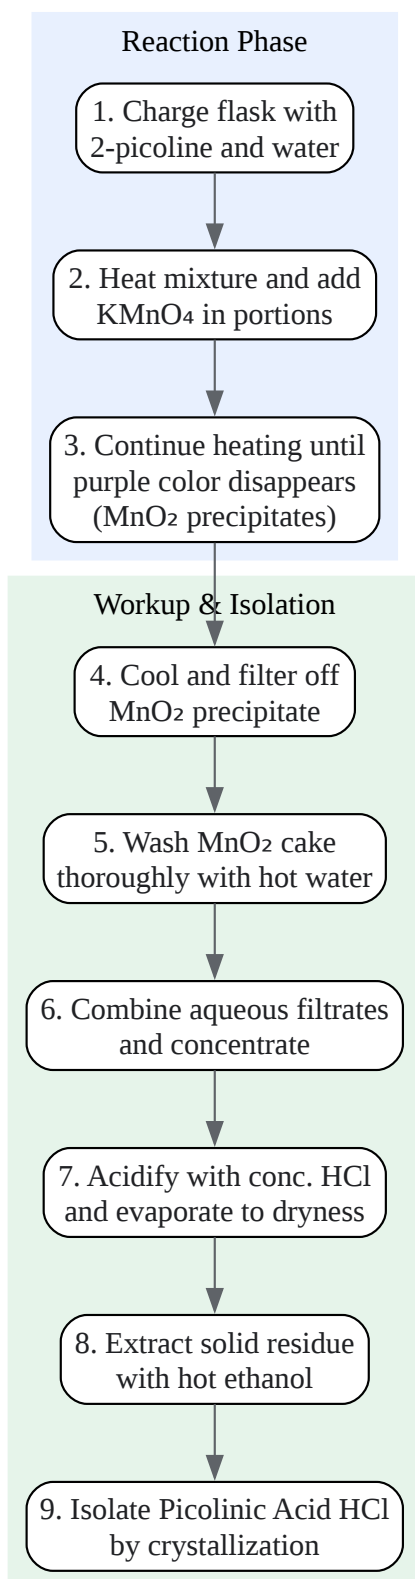 Reaction Phase
1. Charge flask with
2-picoline and water
2. Heat mixture and add
KMnO₄ in portions
3. Continue heating until
purple color disappears
(MnO₂ precipitates)
Workup & Isolation
4. Cool and filter off
MnO₂ precipitate
5. Wash MnO₂ cake
thoroughly with hot water
6. Combine aqueous filtrates
and concentrate
7. Acidify with conc. HCl
and evaporate to dryness
8. Extract solid residue
with hot ethanol
9. Isolate Picolinic Acid HCl
by crystallization